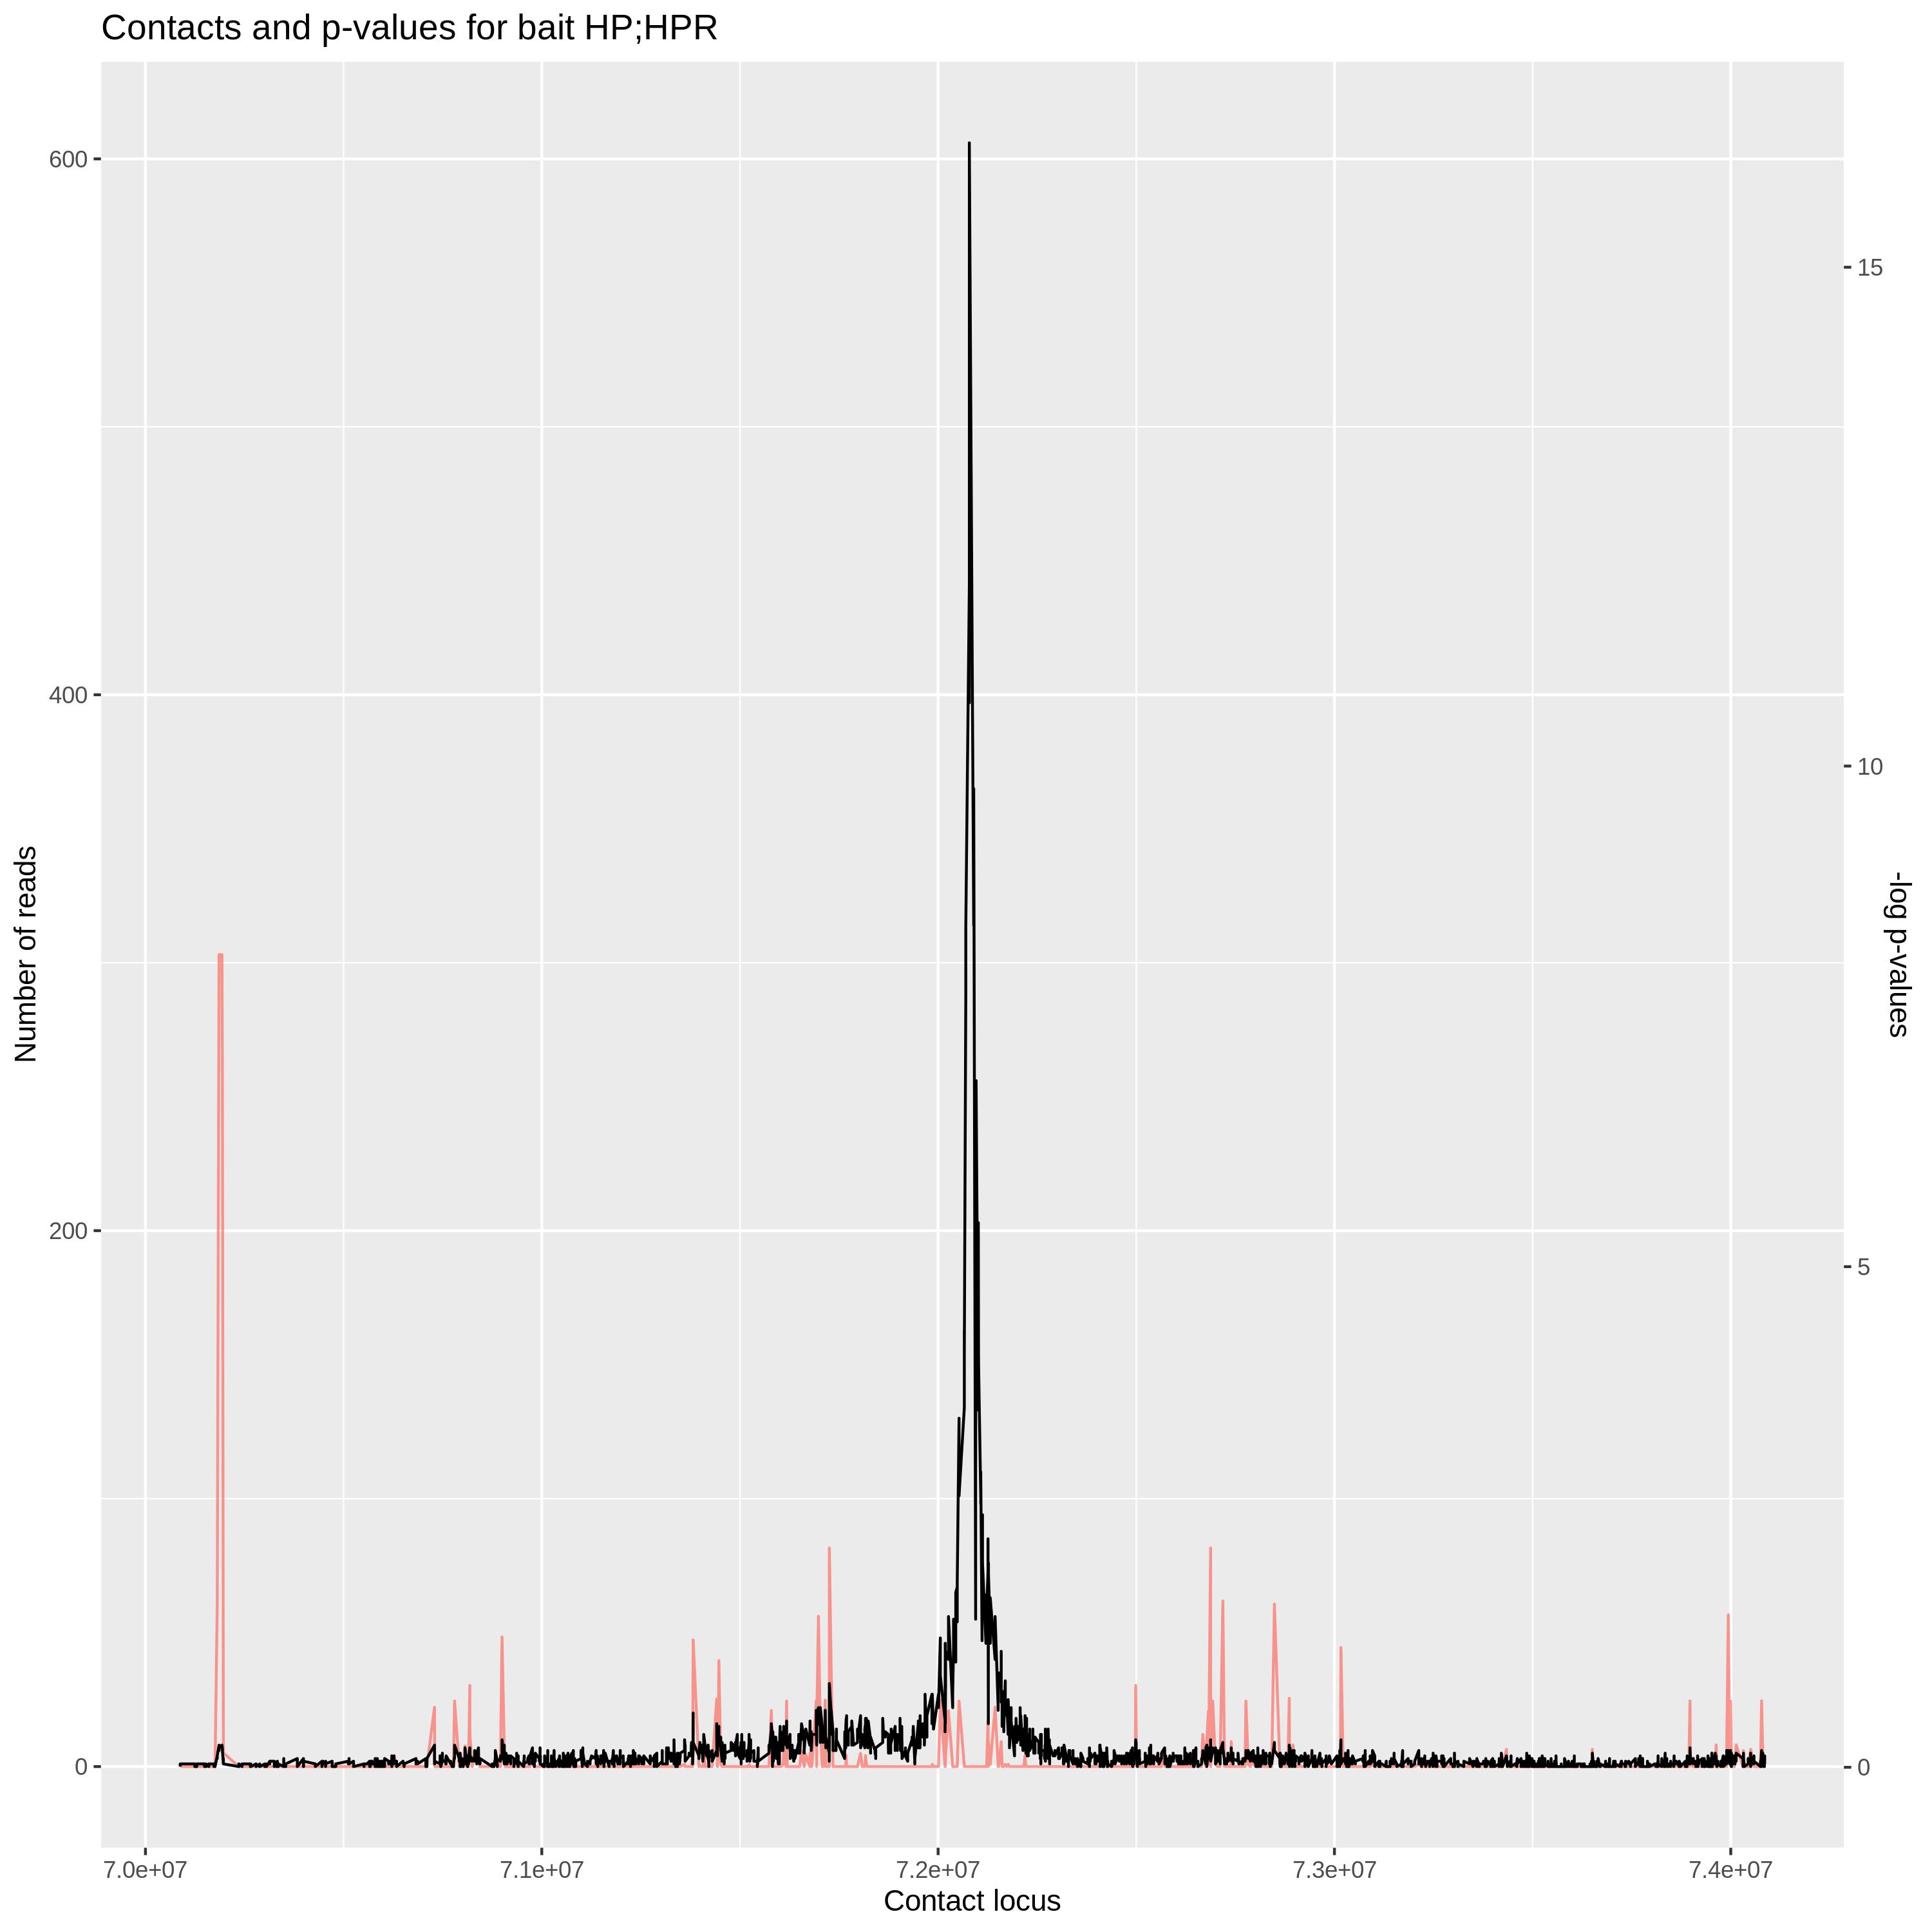 Contacts and p-values for bait HP;HPR
600
400
200
0
15
10
5
0
Number of reads
-log p-values
7.0e+07 7.1e+07 7.2e+07 7.3e+07 7.4e+07
Contact locus